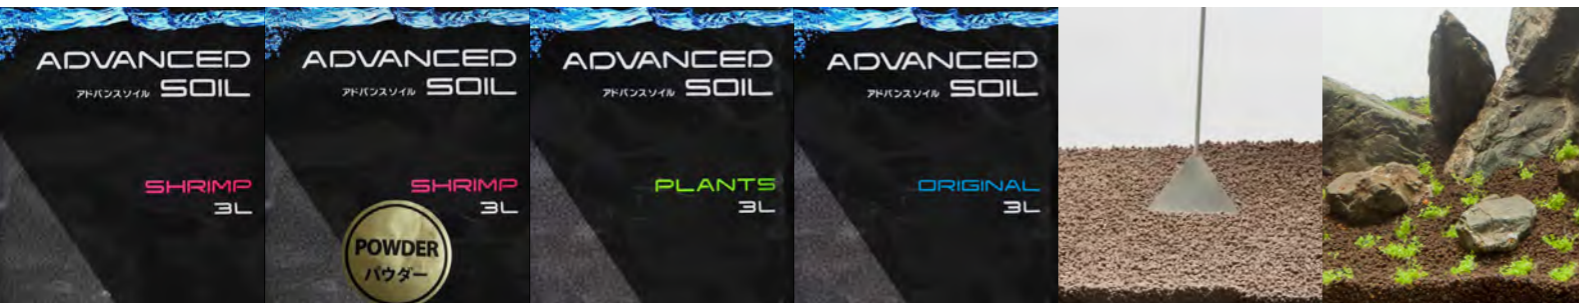 ADVANCED
アドバンスソイル SOIL
SHRIMP
3L
ADVANCED
アドバンスソイル SOIL
SHRIMP
3L
POWDER
パウダー
ADVANCED
アドバンスソイル SOIL
PLANTS
3L
ADVANCED
アドバンスソイル SOIL
ORIGINAL
3L